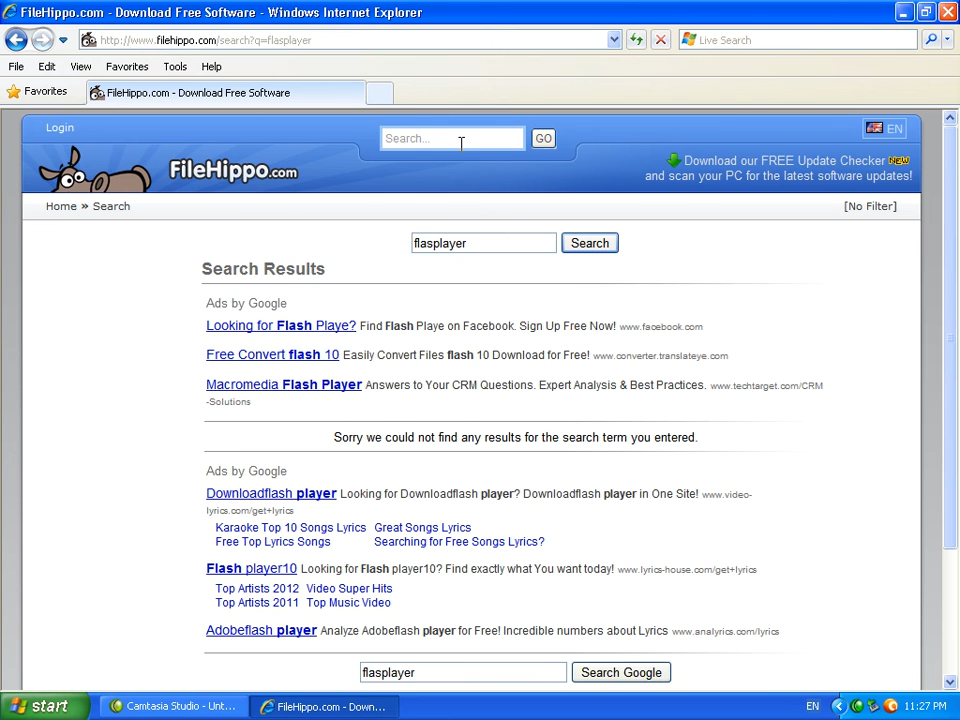 FileHippo.com - Download Free Software - Windows Internet Explorer
http://www.filehippo.com/search?q=flasplayer
Live Search
File Edit View Favorites Tools Help
Favorites
FileHippo.com - Download Free Software
Login
Search...
GO
EN
FileHippo.com
Download our FREE Update Checker NEW
and scan your PC for the latest software updates!
Home » Search
[No Filter]
flasplayer
Search
Search Results
Ads by Google
Looking for Flash Playe? Find Flash Playe on Facebook. Sign Up Free Now! www.facebook.com
Free Convert flash 10 Easily Convert Files flash 10 Download for Free! www.converter.translateye.com
Macromedia Flash Player Answers to Your CRM Questions. Expert Analysis & Best Practices. www.techtarget.com/CRM
-Solutions
Sorry we could not find any results for the search term you entered.
Ads by Google
Downloadflash player Looking for Downloadflash player? Downloadflash player in One Site! www.video-
lyrics.com/get+lyrics
Karaoke Top 10 Songs Lyrics Great Songs Lyrics
Free Top Lyrics Songs Searching for Free Songs Lyrics?
Flash player10 Looking for Flash player10? Find exactly what You want today! www.lyrics-house.com/get+lyrics
Top Artists 2012 Video Super Hits
Top Artists 2011 Top Music Video
Adobeflash player Analyze Adobeflash player for Free! Incredible numbers about Lyrics www.analyrics.com/lyrics
flasplayer
Search Google
start
Camtasia Studio - Unt...
FileHippo.com - Down...
EN
11:27 PM